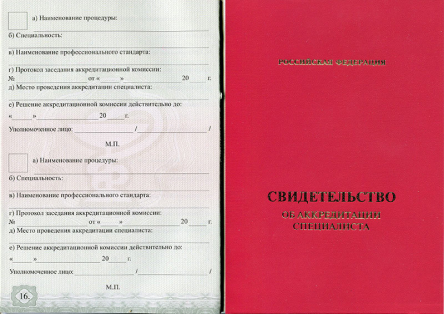 а) Наименование процедуры:
б) Специальность:
в) Наименование профессионального стандарта:
г) Протокол заседания аккредитационной комиссии:
№ от « » 20 г.
д) Место проведения аккредитации специалиста:
е) Решение аккредитационной комиссии действительно до:
« » 20 г.
Уполномоченное лицо: / /
М.П.
а) Наименование процедуры:
б) Специальность:
в) Наименование профессионального стандарта:
г) Протокол заседания аккредитационной комиссии:
№ от « » 20 г.
д) Место проведения аккредитации специалиста:
е) Решение аккредитационной комиссии действительно до:
« » 20 г.
Уполномоченное лицо: / /
М.П.
16
РОССИЙСКАЯ ФЕДЕРАЦИЯ
СВИДЕТЕЛЬСТВО
ОБ АККРЕДИТАЦИИ
СПЕЦИАЛИСТА